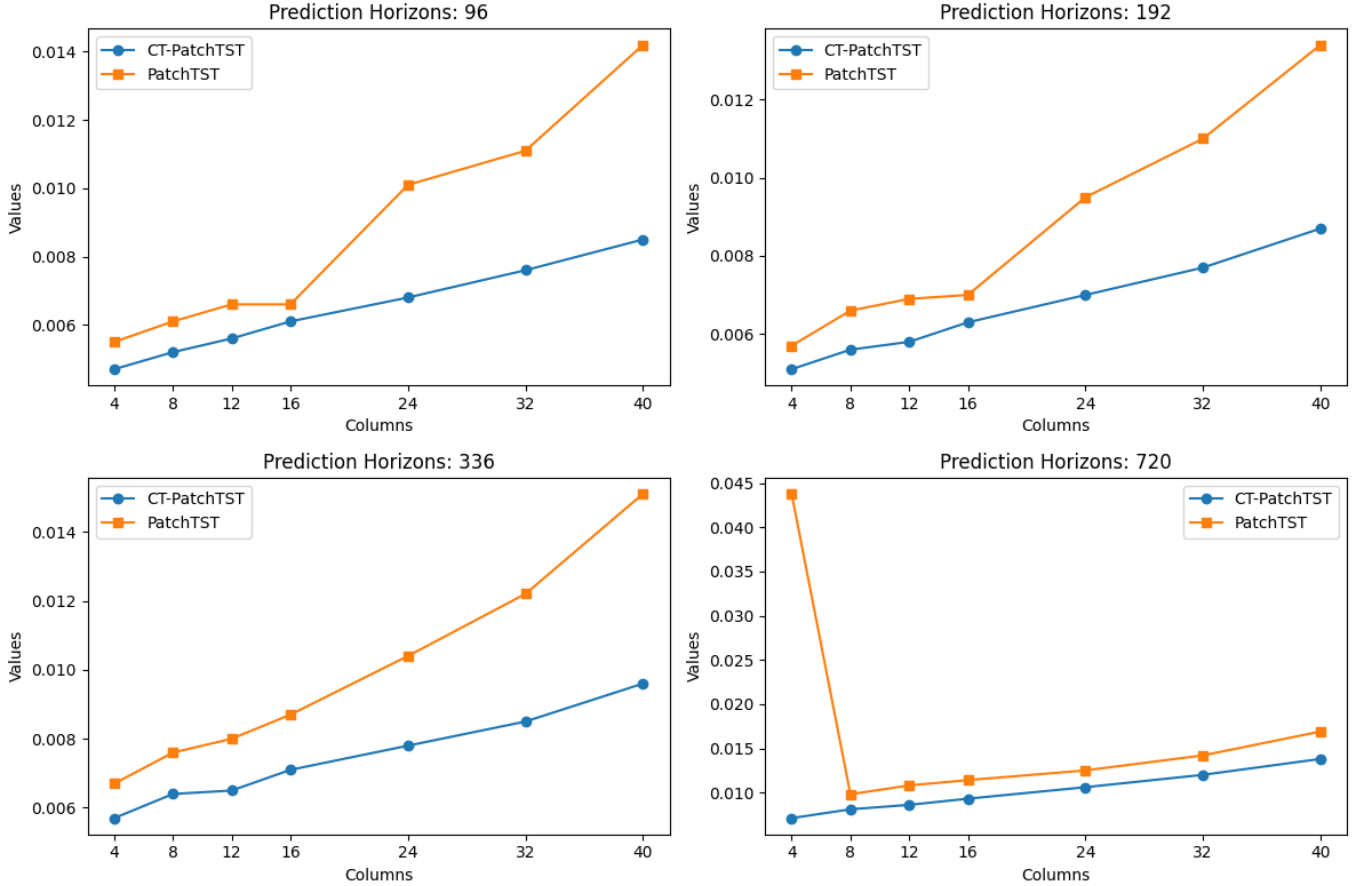 Prediction Horizons: 96
CT-PatchTST
PatchTST
0.014
0.012
0.010
0.008
0.006
Values
4 8 12 16 24 32 40
Columns
Prediction Horizons: 192
CT-PatchTST
PatchTST
0.012
0.010
0.008
0.006
Values
4 8 12 16 24 32 40
Columns
Prediction Horizons: 336
CT-PatchTST
PatchTST
0.014
0.012
0.010
0.008
0.006
Values
4 8 12 16 24 32 40
Columns
Prediction Horizons: 720
CT-PatchTST
PatchTST
0.045
0.040
0.035
0.030
0.025
0.020
0.015
0.010
Values
4 8 12 16 24 32 40
Columns